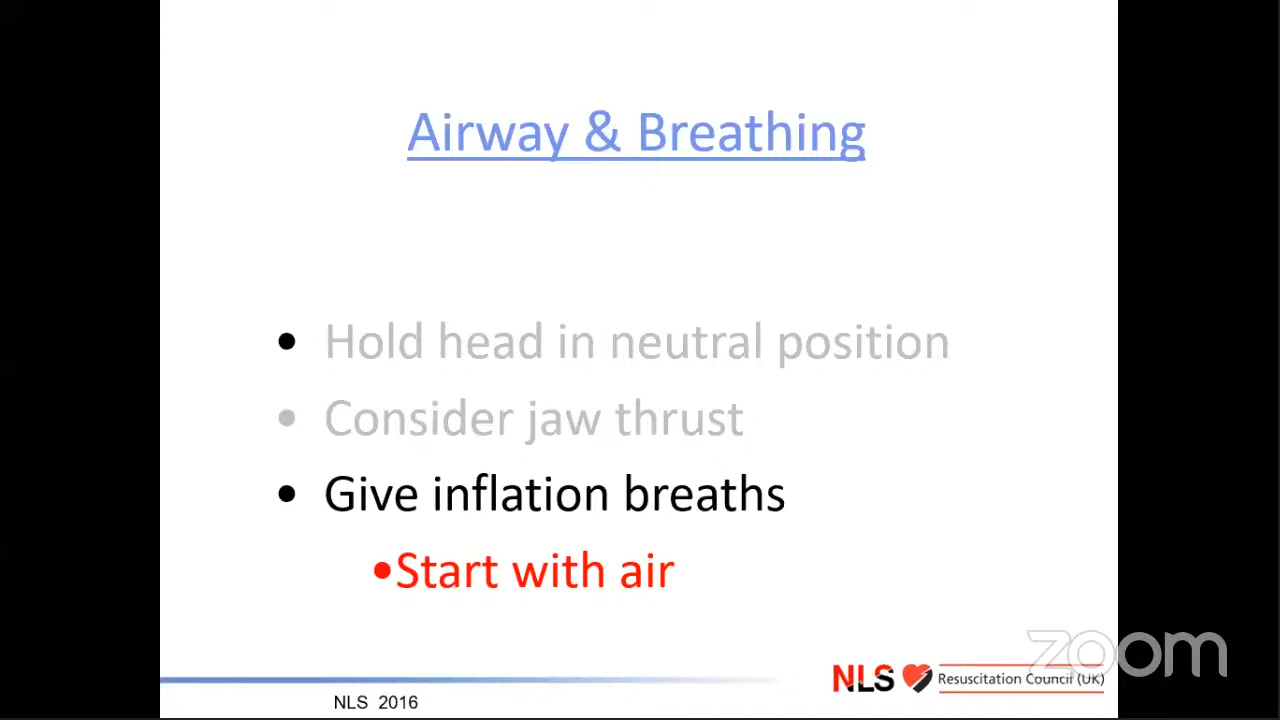 Airway & Breathing
• Hold head in neutral position
• Consider jaw thrust
• Give inflation breaths
•Start with air
NLS Resuscitation Council (UK)
NLS 2016
zoom